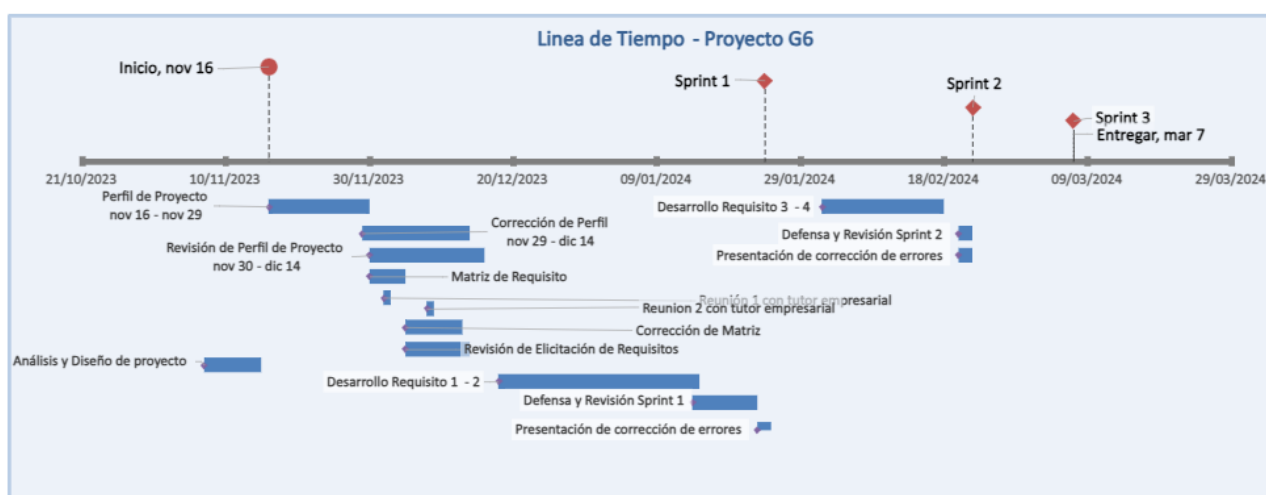 Linea de Tiempo - Proyecto G6
Inicio, nov 16
Sprint 1
Sprint 2
Sprint 3
Entregar, mar 7
21/10/2023
10/11/2023
30/11/2023
20/12/2023
09/01/2024
29/01/2024
18/02/2024
09/03/2024
29/03/2024
Perfil de Proyecto
nov 16 - nov 29
Desarrollo Requisito 3 - 4
Corrección de Perfil
nov 29 - dic 14
Defensa y Revisión Sprint 2
Revisión de Perfil de Proyecto
nov 30 - dic 14
Presentación de corrección de errores
Matriz de Requisito
Reunión 1 con tutor empresarial
Reunion 2 con tutor empresarial
Corrección de Matriz
Revisión de Elicitación de Requisitos
Análisis y Diseño de proyecto
Desarrollo Requisito 1 - 2
Defensa y Revisión Sprint 1
Presentación de corrección de errores